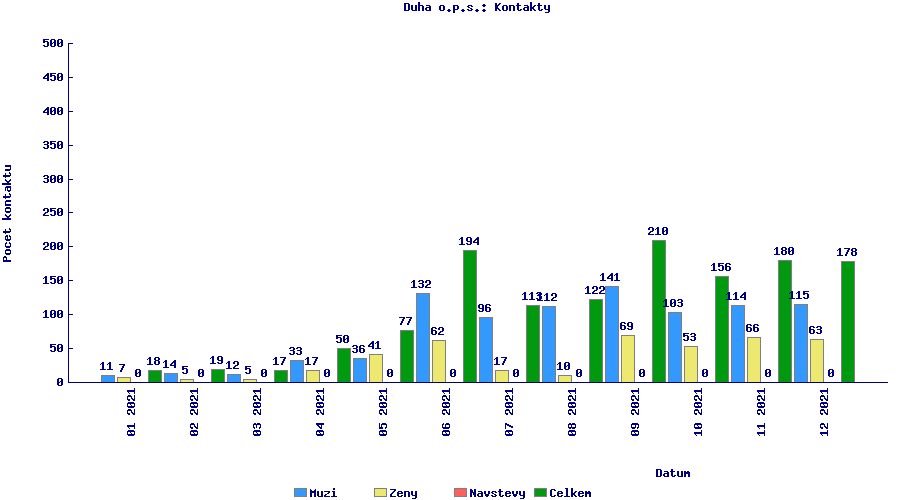 Duha o.p.s.: Kontakty
500
450
400
350
300
250
200
150
100
50
0
Pocet kontaktu
11 7 0 18
14 5 0 19
12 5 0 17
33 17 0 50
36 41 0 77
132 62 0 194
96 17 0 113
112 10 0 122
141 69 0 210
103 53 0 156
114 66 0 180
115 63 0 178
01 2021
02 2021
03 2021
04 2021
05 2021
06 2021
07 2021
08 2021
09 2021
10 2021
11 2021
12 2021
Datum
Muzi Zeny Navstevy Celkem